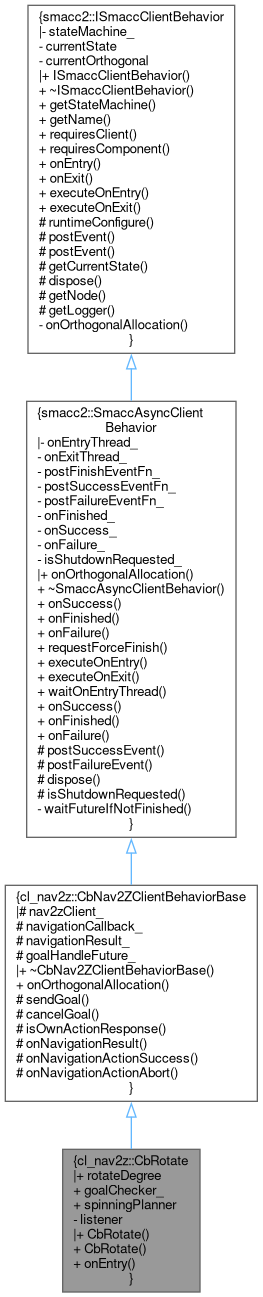 {smacc2::ISmaccClientBehavior
|- stateMachine_
- currentState
- currentOrthogonal
|+ ISmaccClientBehavior()
+ ~ISmaccClientBehavior()
+ getStateMachine()
+ getName()
+ requiresClient()
+ requiresComponent()
+ onEntry()
+ onExit()
+ executeOnEntry()
+ executeOnExit()
# runtimeConfigure()
# postEvent()
# postEvent()
# getCurrentState()
# dispose()
# getNode()
# getLogger()
- onOrthogonalAllocation()
}
{smacc2::SmaccAsyncClient
Behavior
|- onEntryThread_
- onExitThread_
- postFinishEventFn_
- postSuccessEventFn_
- postFailureEventFn_
- onFinished_
- onSuccess_
- onFailure_
- isShutdownRequested_
|+ onOrthogonalAllocation()
+ ~SmaccAsyncClientBehavior()
+ onSuccess()
+ onFinished()
+ onFailure()
+ requestForceFinish()
+ executeOnEntry()
+ executeOnExit()
+ waitOnEntryThread()
+ onSuccess()
+ onFinished()
+ onFailure()
# postSuccessEvent()
# postFailureEvent()
# dispose()
# isShutdownRequested()
- waitFutureIfNotFinished()
}
{cl_nav2z::CbNav2ZClientBehaviorBase
|# nav2zClient_
# navigationCallback_
# navigationResult_
# goalHandleFuture_
|+ ~CbNav2ZClientBehaviorBase()
+ onOrthogonalAllocation()
# sendGoal()
# cancelGoal()
# isOwnActionResponse()
# onNavigationResult()
# onNavigationActionSuccess()
# onNavigationActionAbort()
}
{cl_nav2z::CbRotate
|+ rotateDegree
+ goalChecker_
+ spinningPlanner
- listener
|+ CbRotate()
+ CbRotate()
+ onEntry()
}